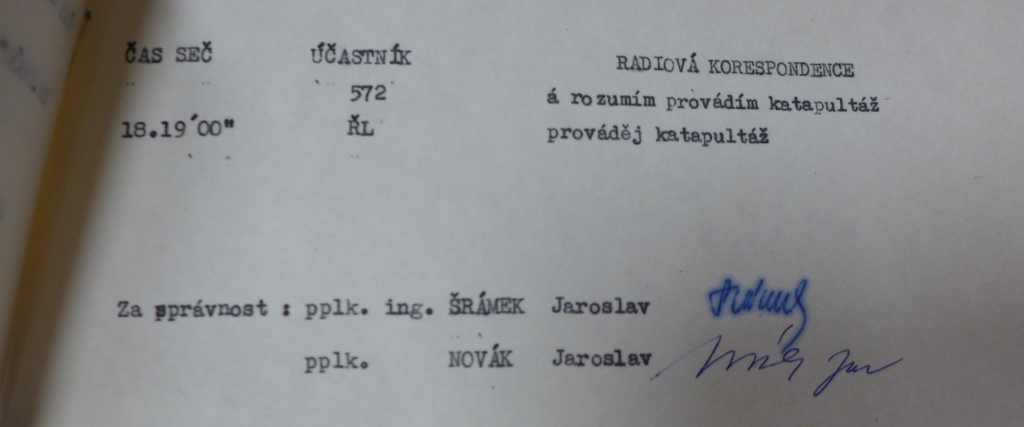 ČAS SEČ ÚČASTNÍK RADIOVÁ KORESPONDENCE
572 á rozumím provádím katapultáž
18.19´00" ŘL prováděj katapultáž
Za správnost : pplk. ing. ŠRÁMEK Jaroslav
pplk. NOVÁK Jaroslav